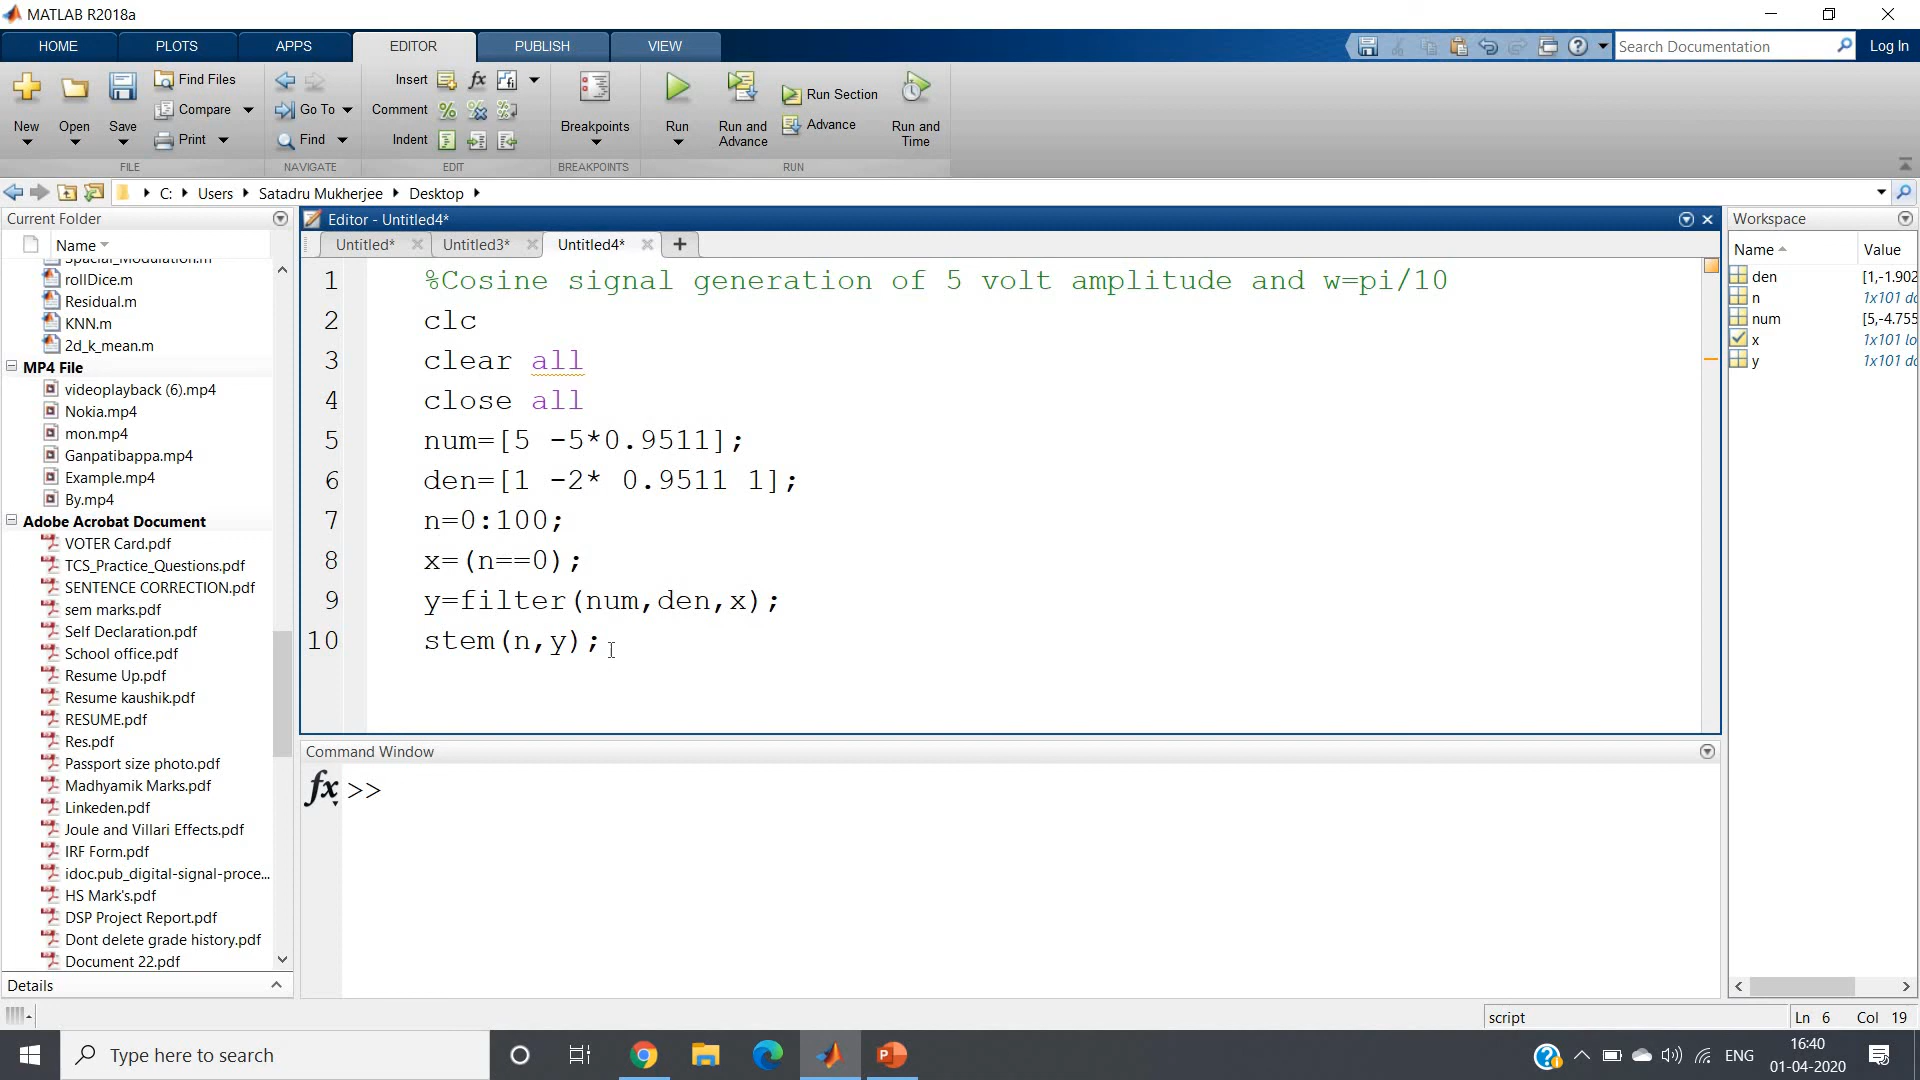 MATLAB R2018a
HOME PLOTS APPS EDITOR PUBLISH VIEW
Search Documentation Log In
Find Files Insert fx
New Open Save Compare Go To Comment Breakpoints Run Run and Advance Run Section Advance Run and Time
Print Find Indent
FILE NAVIGATE EDIT BREAKPOINTS RUN
C: Users Satadru Mukherjee Desktop
Current Folder
Name
Spacial_Modulation.m
rollDice.m
Residual.m
KNN.m
2d_k_mean.m
MP4 File
videoplayback (6).mp4
Nokia.mp4
mon.mp4
Ganpatibappa.mp4
Example.mp4
By.mp4
Adobe Acrobat Document
VOTER Card.pdf
TCS_Practice_Questions.pdf
SENTENCE CORRECTION.pdf
sem marks.pdf
Self Declaration.pdf
School office.pdf
Resume Up.pdf
Resume kaushik.pdf
RESUME.pdf
Res.pdf
Passport size photo.pdf
Madhyamik Marks.pdf
Linkeden.pdf
Joule and Villari Effects.pdf
IRF Form.pdf
idoc.pub_digital-signal-proce...
HS Mark's.pdf
DSP Project Report.pdf
Dont delete grade history.pdf
Document 22.pdf
Details
Editor - Untitled4*
Untitled* Untitled3* Untitled4*
1 %Cosine signal generation of 5 volt amplitude and w=pi/10
2 clc
3 clear all
4 close all
5 num=[5 -5*0.9511];
6 den=[1 -2* 0.9511 1];
7 n=0:100;
8 x=(n==0);
9 y=filter(num,den,x);
10 stem(n,y);
Command Window
fx >>
Workspace
Name Value
den [1,-1.902
n 1x101 do
num [5,-4.755
x 1x101 lo
y 1x101 do
script Ln 6 Col 19
Type here to search
ENG
16:40
01-04-2020